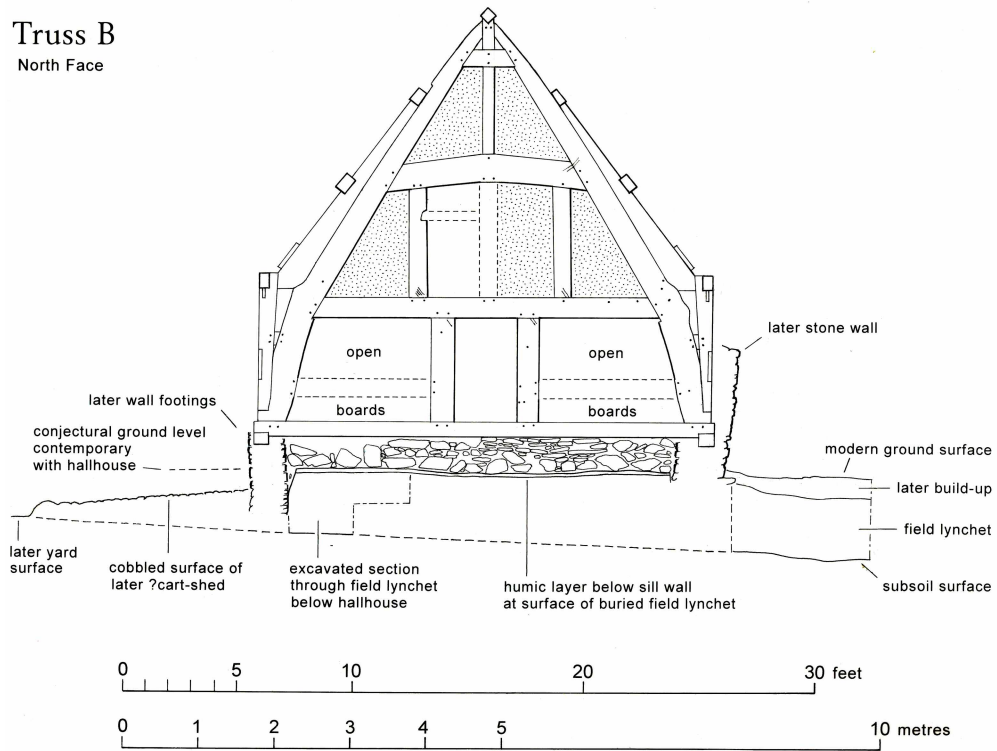 Truss B
North Face
open
open
boards
boards
later stone wall
later wall footings
conjectural ground level
contemporary
with hallhouse
modern ground surface
later build-up
field lynchet
subsoil surface
later yard
surface
cobbled surface of
later ?cart-shed
excavated section
through field lynchet
below hallhouse
humic layer below sill wall
at surface of buried field lynchet
0 5 10 20 30 feet
0 1 2 3 4 5 10 metres